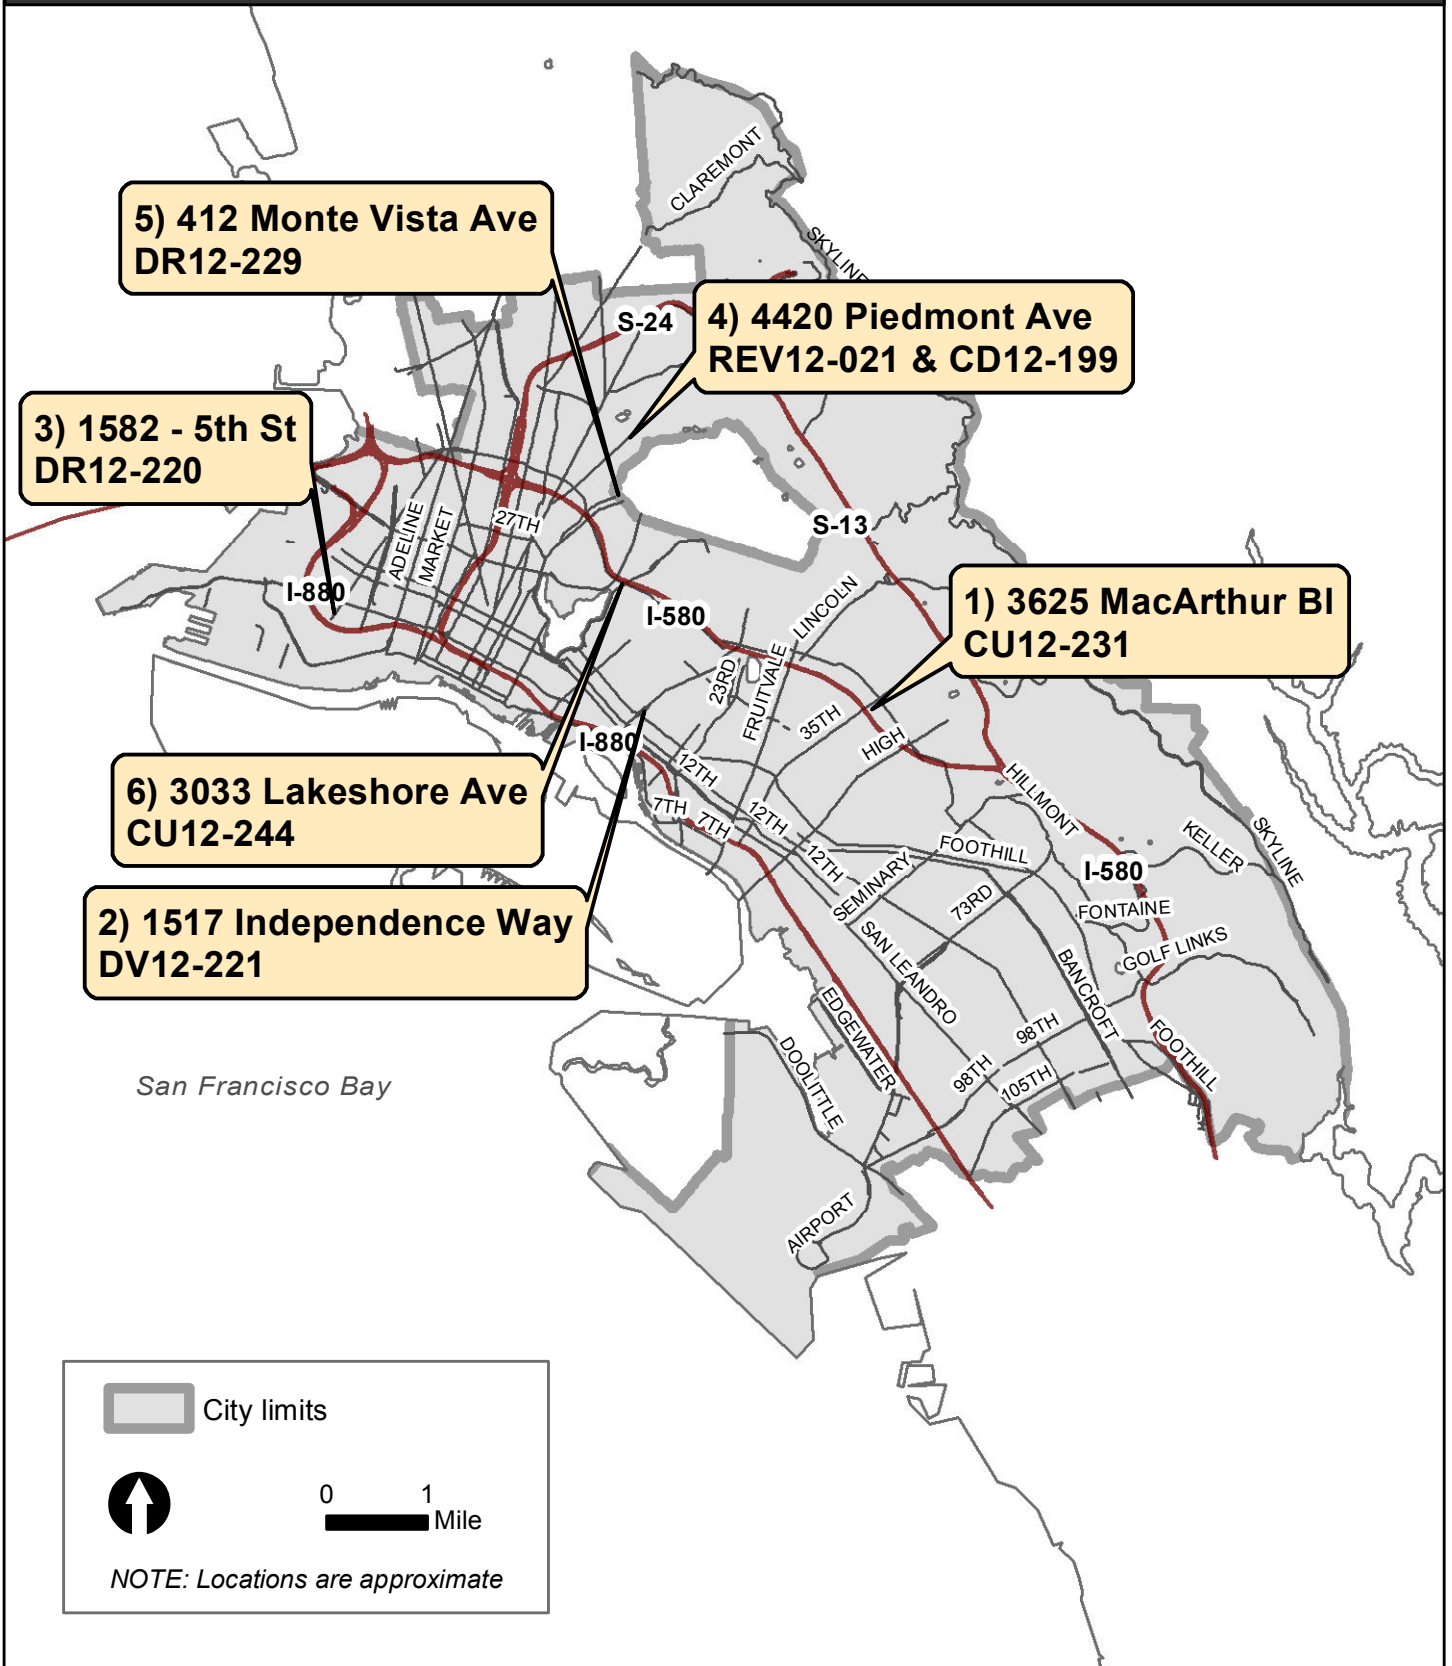 CLAREMONT
SKYLINE
5) 412 Monte Vista Ave
DR12-229
4) 4420 Piedmont Ave
REV12-021 & CD12-199
S-24
3) 1582 - 5th St
DR12-220
ADELINE
MARKET
27TH
S-13
I-880
I-580
LINCOLN
1) 3625 MacArthur Bl
CU12-231
23RD
FRUITVALE
35TH
HIGH
I-880
12TH
7TH
7TH
12TH
12TH
6) 3033 Lakeshore Ave
CU12-244
HILLMONT
SEMINARY
FOOTHILL
73RD
I-580
KELLER
SKYLINE
FONTAINE
GOLF LINKS
2) 1517 Independence Way
DV12-221
SAN LEANDRO
BANCROFT
EDGEWATER
DOOLITTLE
98TH
98TH
105TH
FOOTHILL
AIRPORT
San Francisco Bay
City limits
0 1
Mile
NOTE: Locations are approximate